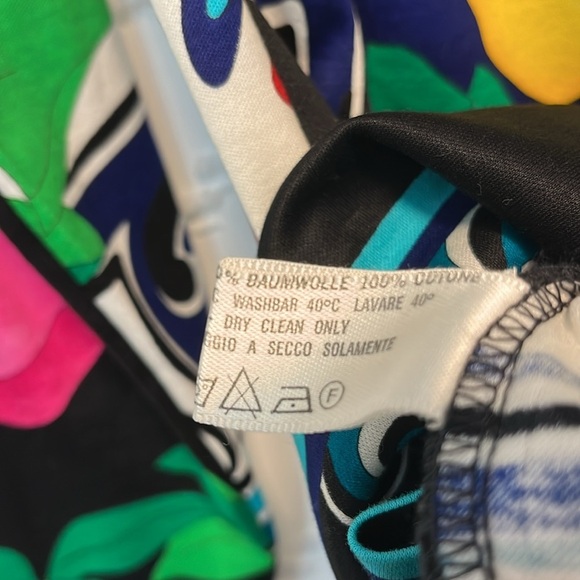 % BAUMWOLLE 100% COTONE
C WASHBAR 40°C LAVARE 40°
DRY CLEAN ONLY
GGIO A SECCO SOLAMENTE
F